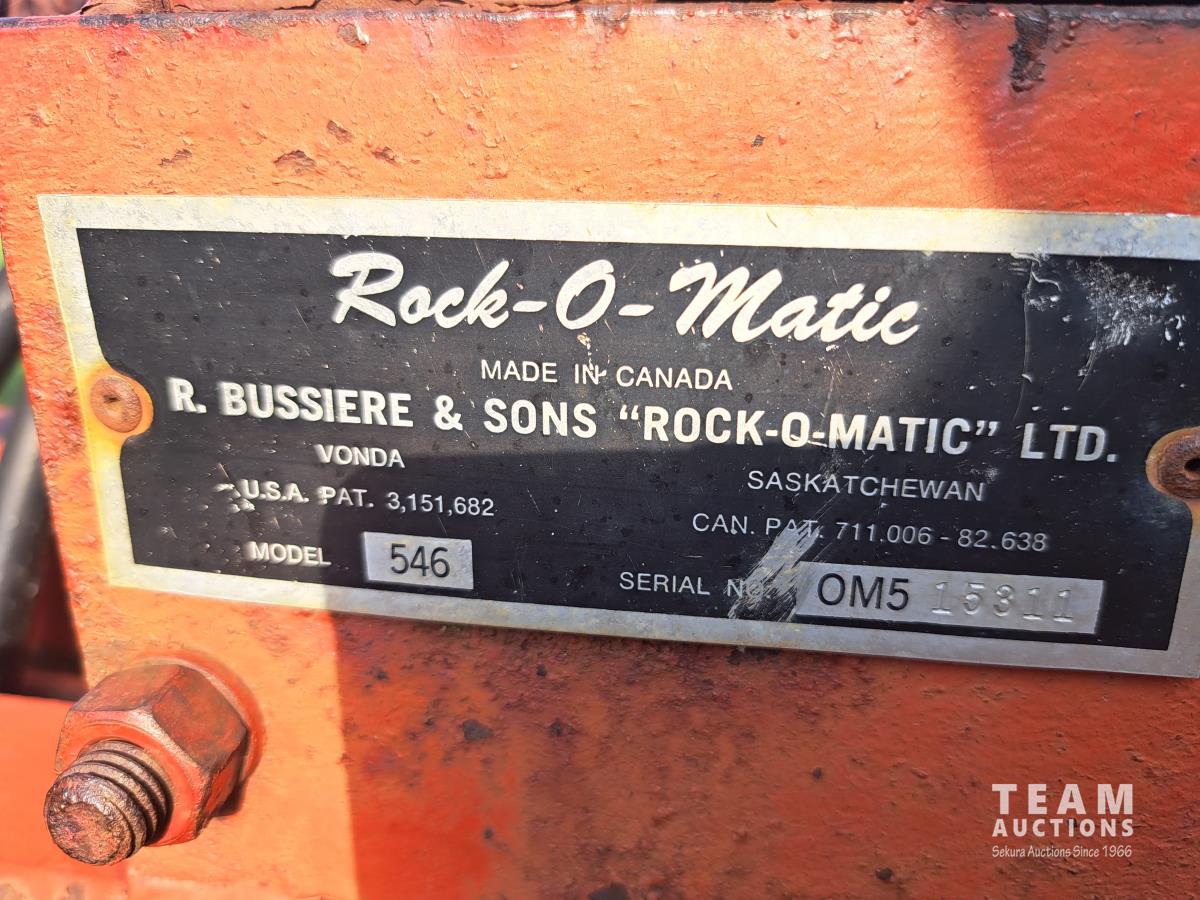 Rock-O-Matic
MADE IN CANADA
R. BUSSIERE & SONS "ROCK-O-MATIC" LTD.
VONDA SASKATCHEWAN
U.S.A. PAT. 3,151,682 CAN. PAT. 711.006 - 82.638
MODEL 546 SERIAL NO. OM5 15311
TEAM
AUCTIONS
Sekura Auctions Since 1966